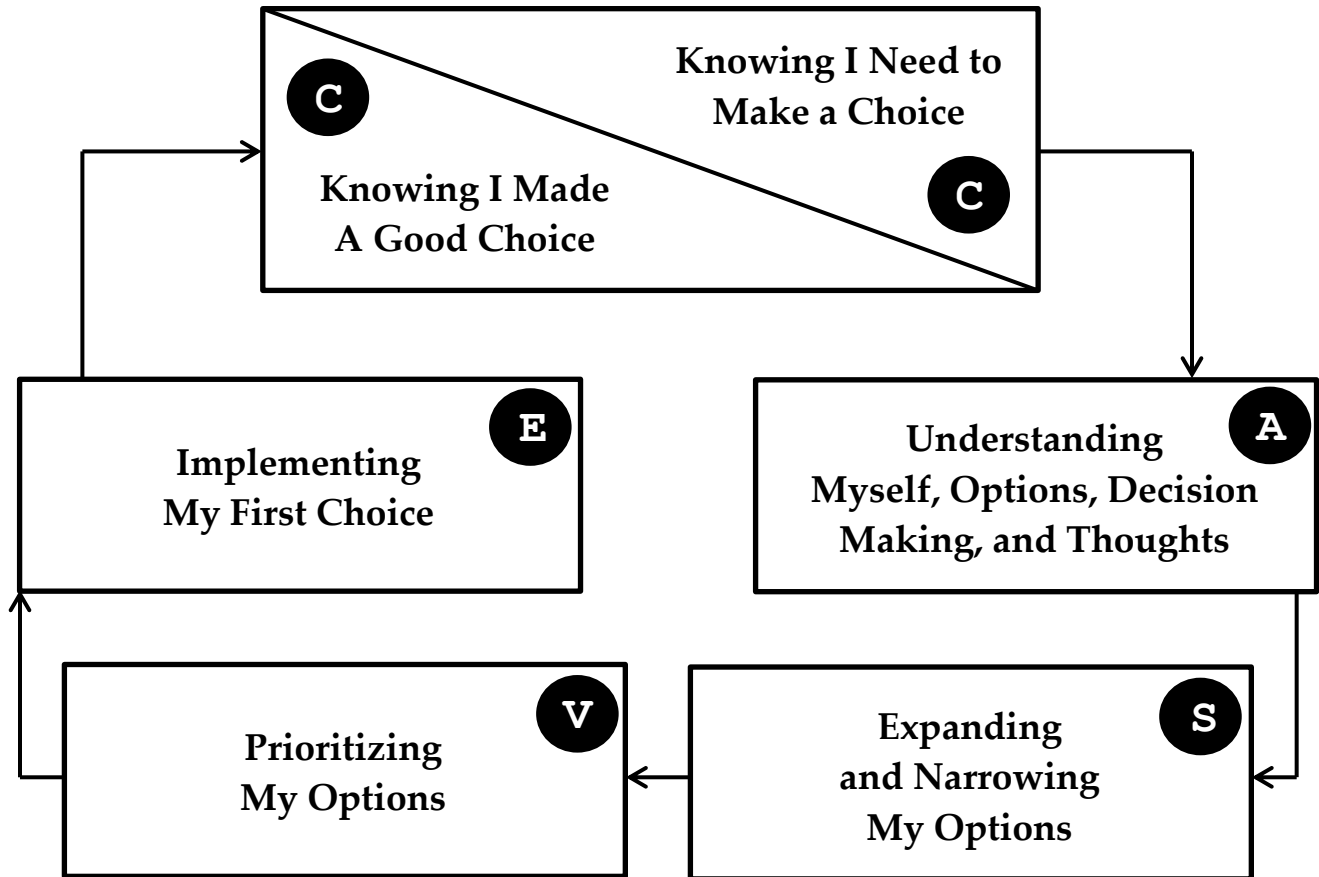 Knowing I Need to
Make a Choice
C
C
Knowing I Made
A Good Choice
A
Understanding
Myself, Options, Decision
Making, and Thoughts
S
Expanding
and Narrowing
My Options
V
Prioritizing
My Options
E
Implementing
My First Choice